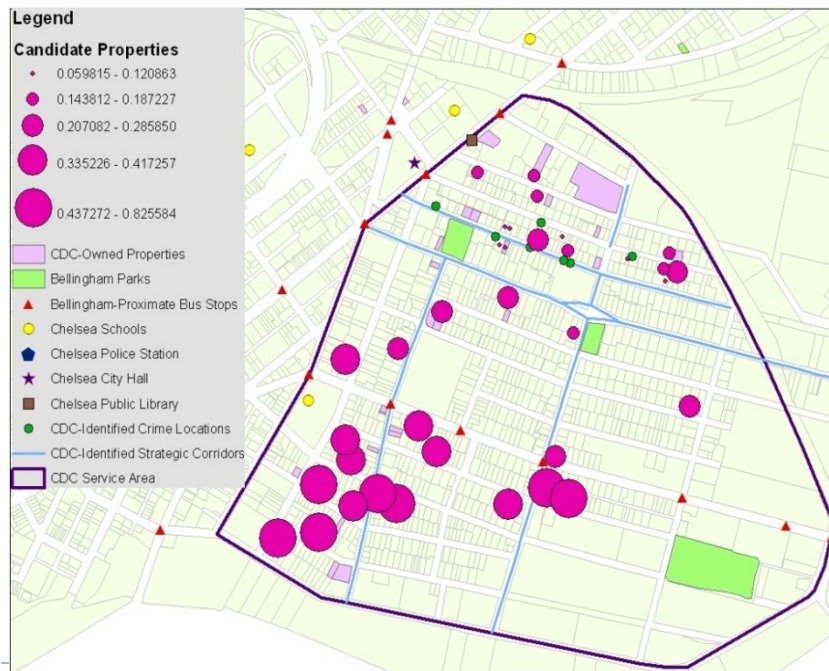 Legend
Candidate Properties
0.059815 - 0.120863
0.143812 - 0.187227
0.207082 - 0.285850
0.335226 - 0.417257
0.437272 - 0.825584
CDC-Owned Properties
Bellingham Parks
Bellingham-Proximate Bus Stops
Chelsea Schools
Chelsea Police Station
Chelsea City Hall
Chelsea Public Library
CDC-Identified Crime Locations
CDC-Identified Strategic Corridors
CDC Service Area